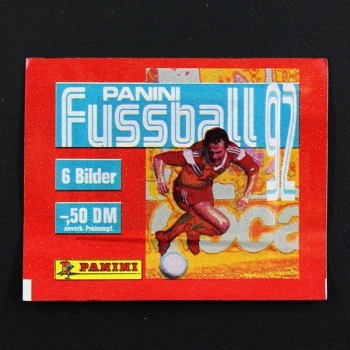 PANINI
Fussball 92
6 Bilder
-,50 DM
unverb. Preisempf.
PANINI